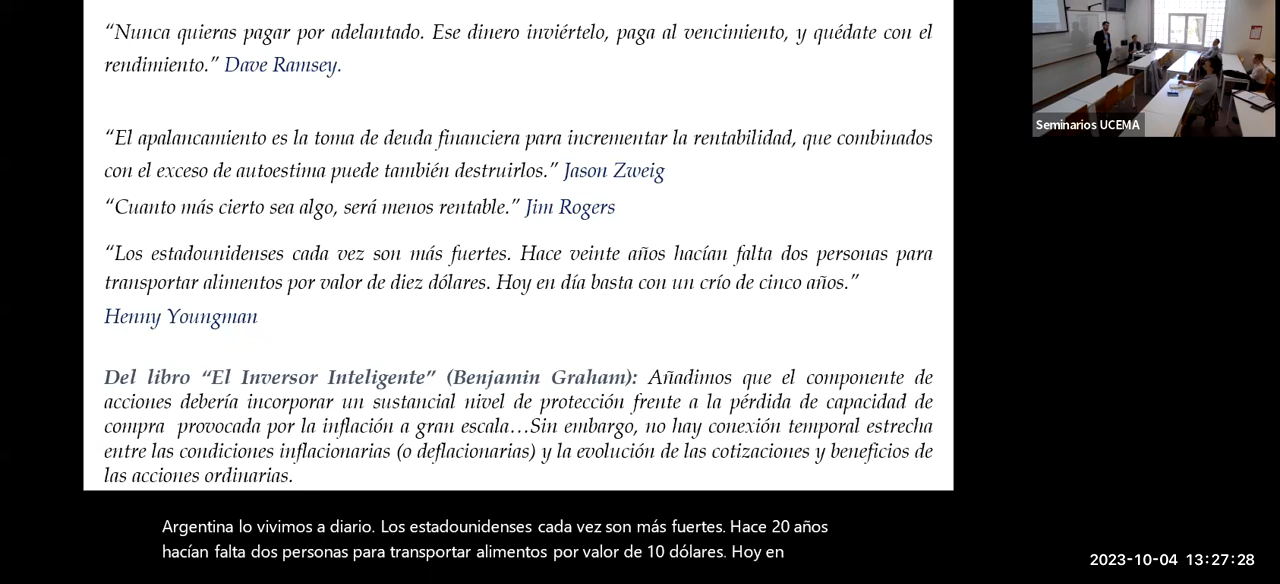 “Nunca quieras pagar por adelantado. Ese dinero inviértelo, paga al vencimiento, y quédate con el
rendimiento.” Dave Ramsey.
“El apalancamiento es la toma de deuda financiera para incrementar la rentabilidad, que combinados
con el exceso de autoestima puede también destruirlos.” Jason Zweig
“Cuanto más cierto sea algo, será menos rentable.” Jim Rogers
“Los estadounidenses cada vez son más fuertes. Hace veinte años hacían falta dos personas para
transportar alimentos por valor de diez dólares. Hoy en día basta con un crío de cinco años.”
Henny Youngman
Del libro “El Inversor Inteligente” (Benjamin Graham): Añadimos que el componente de
acciones debería incorporar un sustancial nivel de protección frente a la pérdida de capacidad de
compra provocada por la inflación a gran escala…Sin embargo, no hay conexión temporal estrecha
entre las condiciones inflacionarias (o deflacionarias) y la evolución de las cotizaciones y beneficios de
las acciones ordinarias.
Seminarios UCEMA
Argentina lo vivimos a diario. Los estadounidenses cada vez son más fuertes. Hace 20 años
hacían falta dos personas para transportar alimentos por valor de 10 dólares. Hoy en
2023-10-04 13:27:28